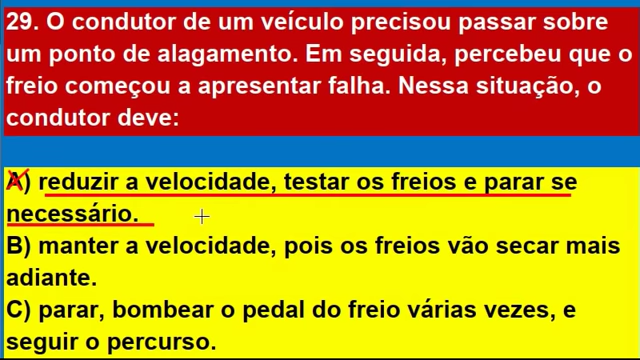 29. O condutor de um veículo precisou passar sobre
um ponto de alagamento. Em seguida, percebeu que o
freio começou a apresentar falha. Nessa situação, o
condutor deve:
A) reduzir a velocidade, testar os freios e parar se
necessário.
B) manter a velocidade, pois os freios vão secar mais
adiante.
C) parar, bombear o pedal do freio várias vezes, e
seguir o percurso.